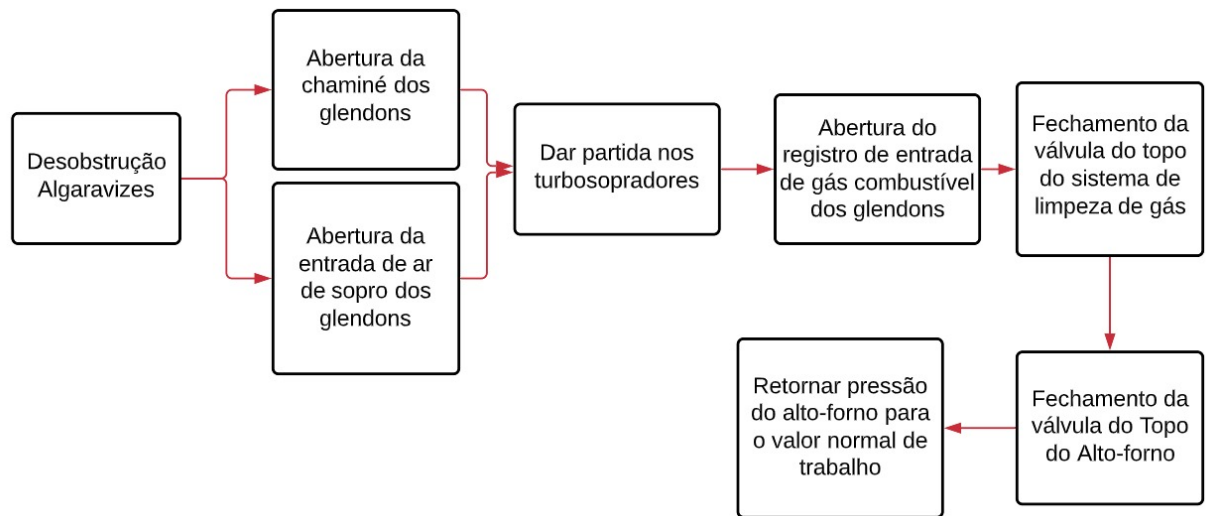 Desobstrução
Algaravizes
Abertura da
chaminé dos
glendons
Abertura da
entrada de ar
de sopro dos
glendons
Dar partida nos
turbosopradores
Abertura do
registro de entrada
de gás combustível
dos glendons
Fechamento da
válvula do topo
do sistema de
limpeza de gás
Fechamento da
válvula do Topo
do Alto-forno
Retornar pressão
do alto-forno para
o valor normal de
trabalho